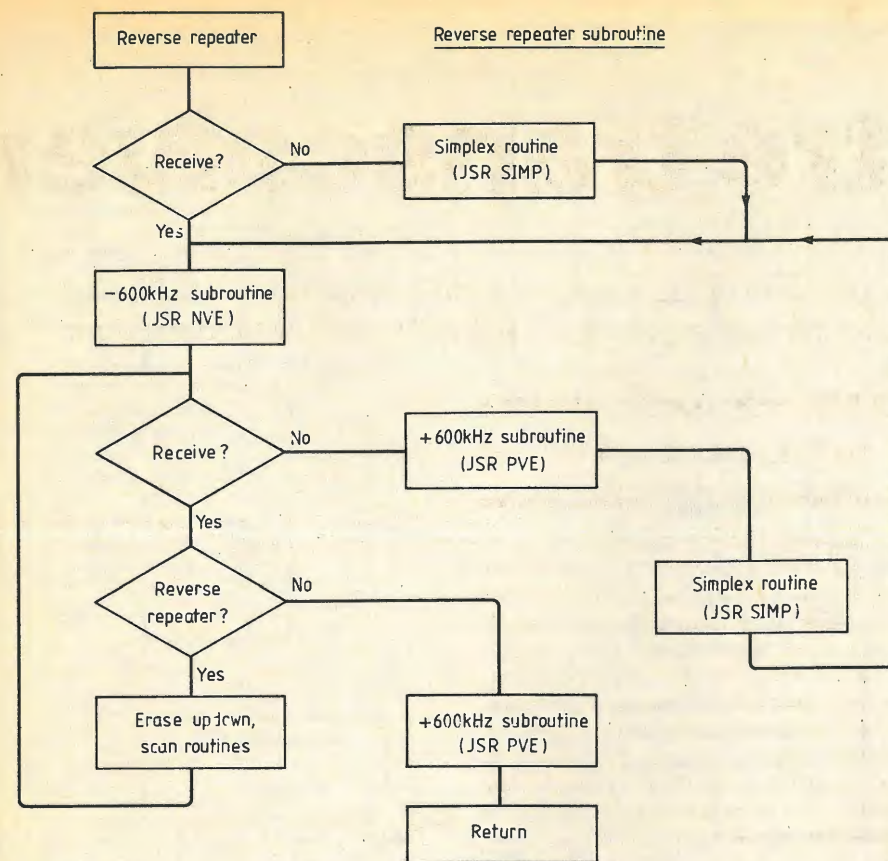 Reverse repeater subroutine
Reverse repeater
Receive?
No
Simplex routine
(JSR SIMP)
Yes
-600kHz subroutine
(JSR NVE)
Receive?
No
+600kHz subroutine
(JSR PVE)
Yes
Reverse
repeater?
No
Simplex routine
(JSR SIMP)
Yes
Erase up down,
scan routines
+600kHz subroutine
(JSR PVE)
Return